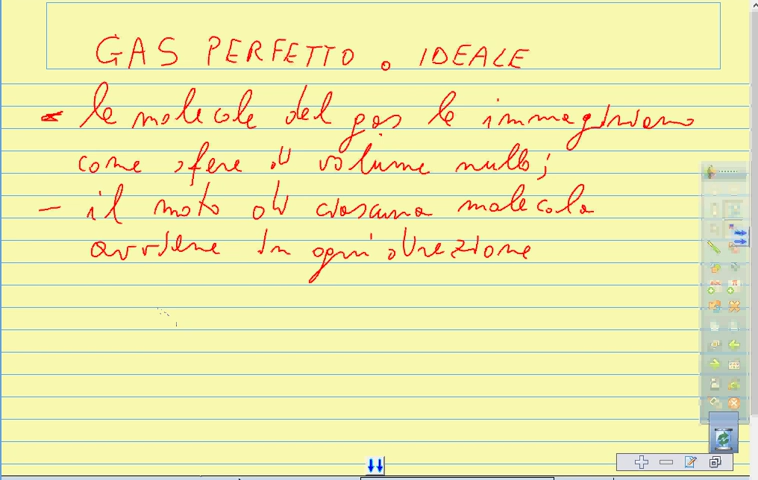 GAS PERFETTO o IDEALE
- le molecole del gas le immaginiamo
come sfere di volume nullo;
- il moto di ciascuna molecola
avviene in ogni direzione